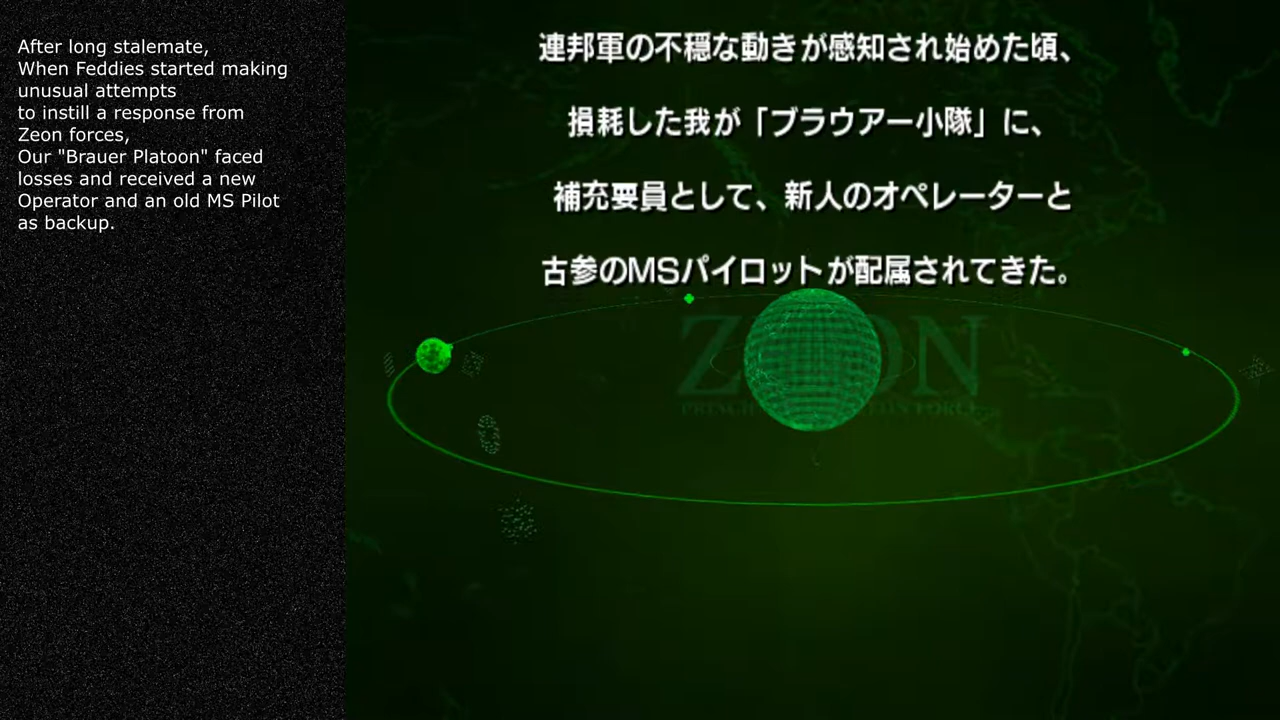 After long stalemate,
When Feddies started making
unusual attempts
to instill a response from
Zeon forces,
Our "Brauer Platoon" faced
losses and received a new
Operator and an old MS Pilot
as backup.
連邦軍の不穏な動きが感知され始めた頃、
損耗した我が「ブラウアー小隊」に、
補充要員として、新人のオペレーターと
古参のMSパイロットが配属されてきた。
ZEON